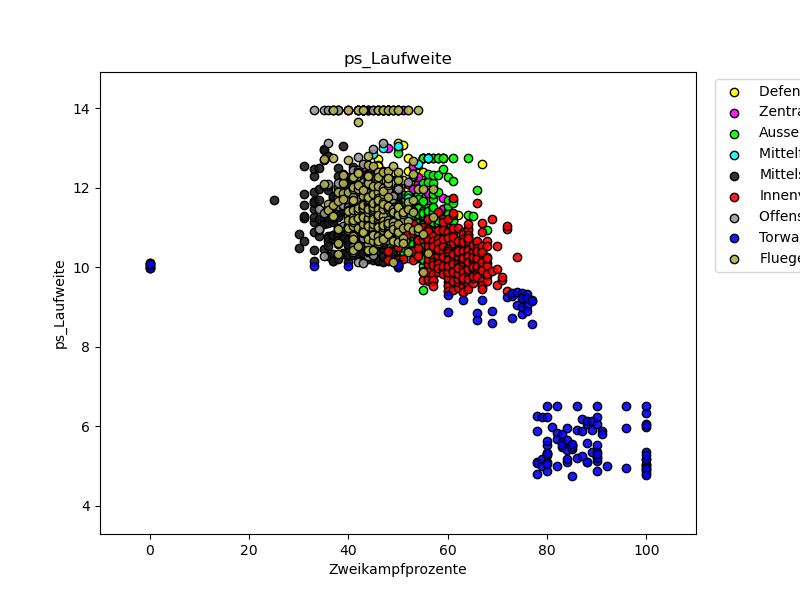 ps_Laufweite
14
12
10
8
6
4
ps_Laufweite
0 20 40 60 80 100
Zweikampfprozente
Defen
Zentra
Ausse
Mittelf
Mittels
Innenv
Offens
Torwa
Fluege